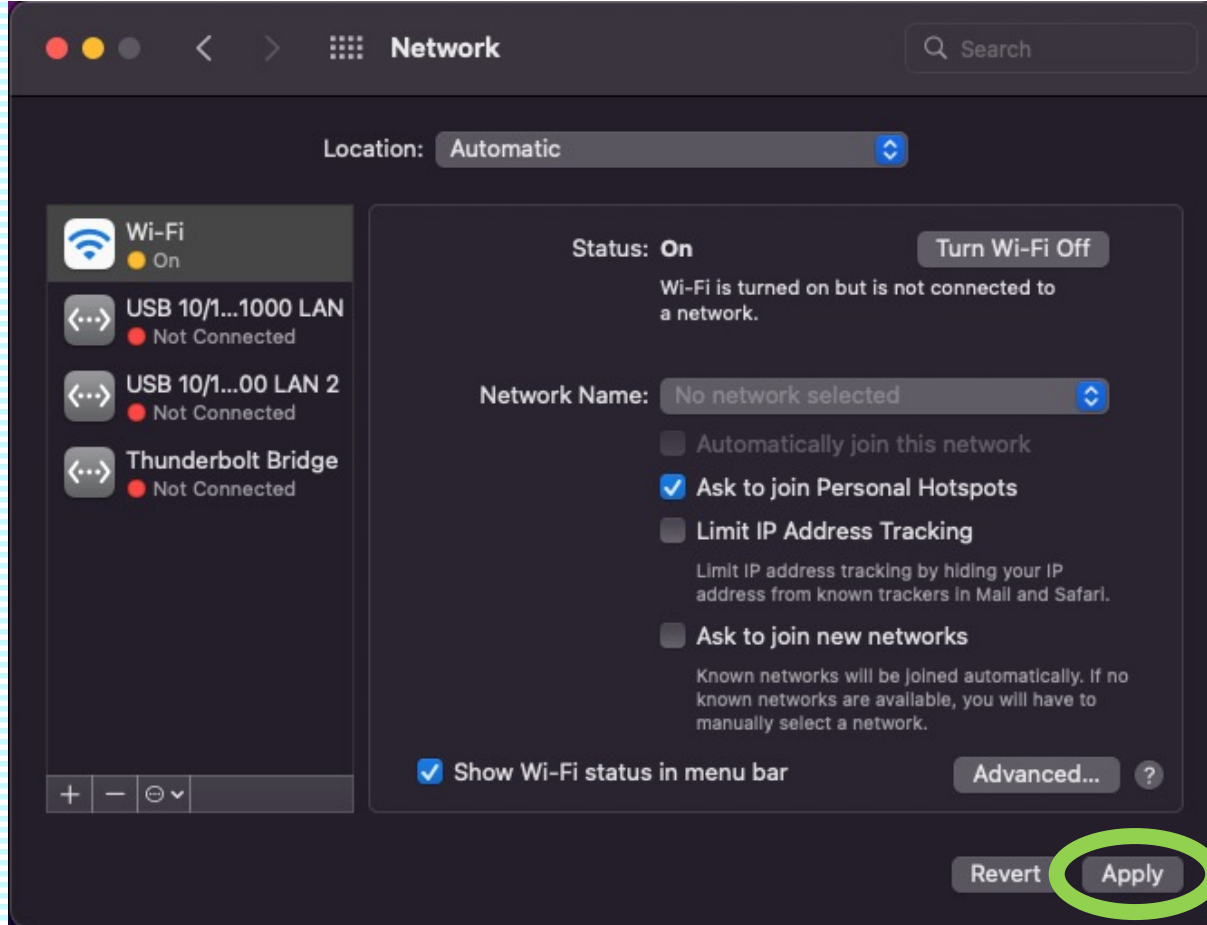 Network
Search
Location: Automatic
Wi-Fi
On
USB 10/1...1000 LAN
Not Connected
USB 10/1...00 LAN 2
Not Connected
Thunderbolt Bridge
Not Connected
Status: On
Turn Wi-Fi Off
Wi-Fi is turned on but is not connected to
a network.
Network Name: No network selected
Automatically join this network
Ask to join Personal Hotspots
Limit IP Address Tracking
Limit IP address tracking by hiding your IP
address from known trackers in Mail and Safari.
Ask to join new networks
Known networks will be joined automatically. If no
known networks are available, you will have to
manually select a network.
Show Wi-Fi status in menu bar
Advanced... ?
Revert Apply